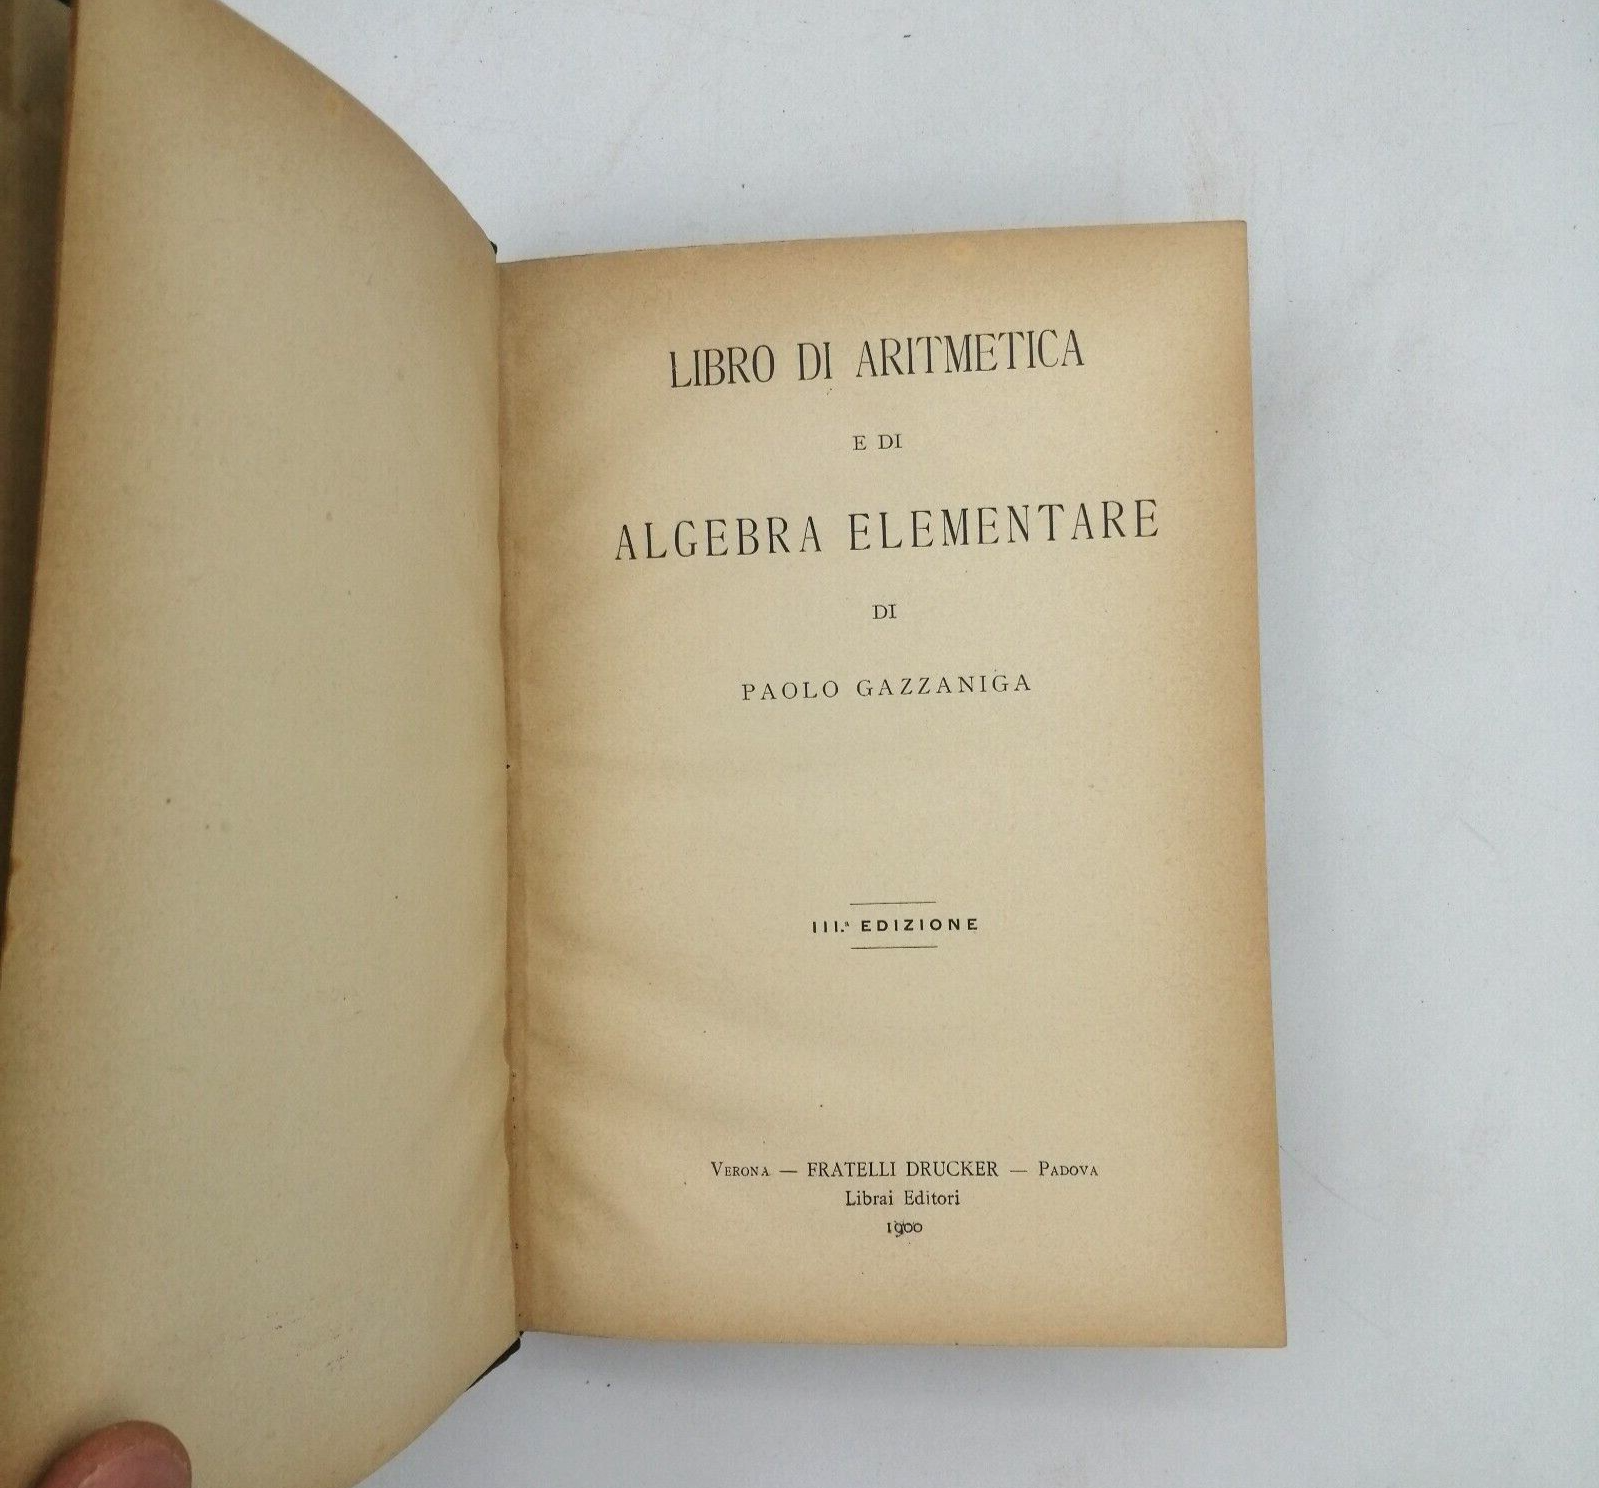 LIBRO DI ARITMETICA
E DI
ALGEBRA ELEMENTARE
DI
PAOLO GAZZANIGA
III.ª EDIZIONE
VERONA — FRATELLI DRUCKER — PADOVA
Librai Editori
1900